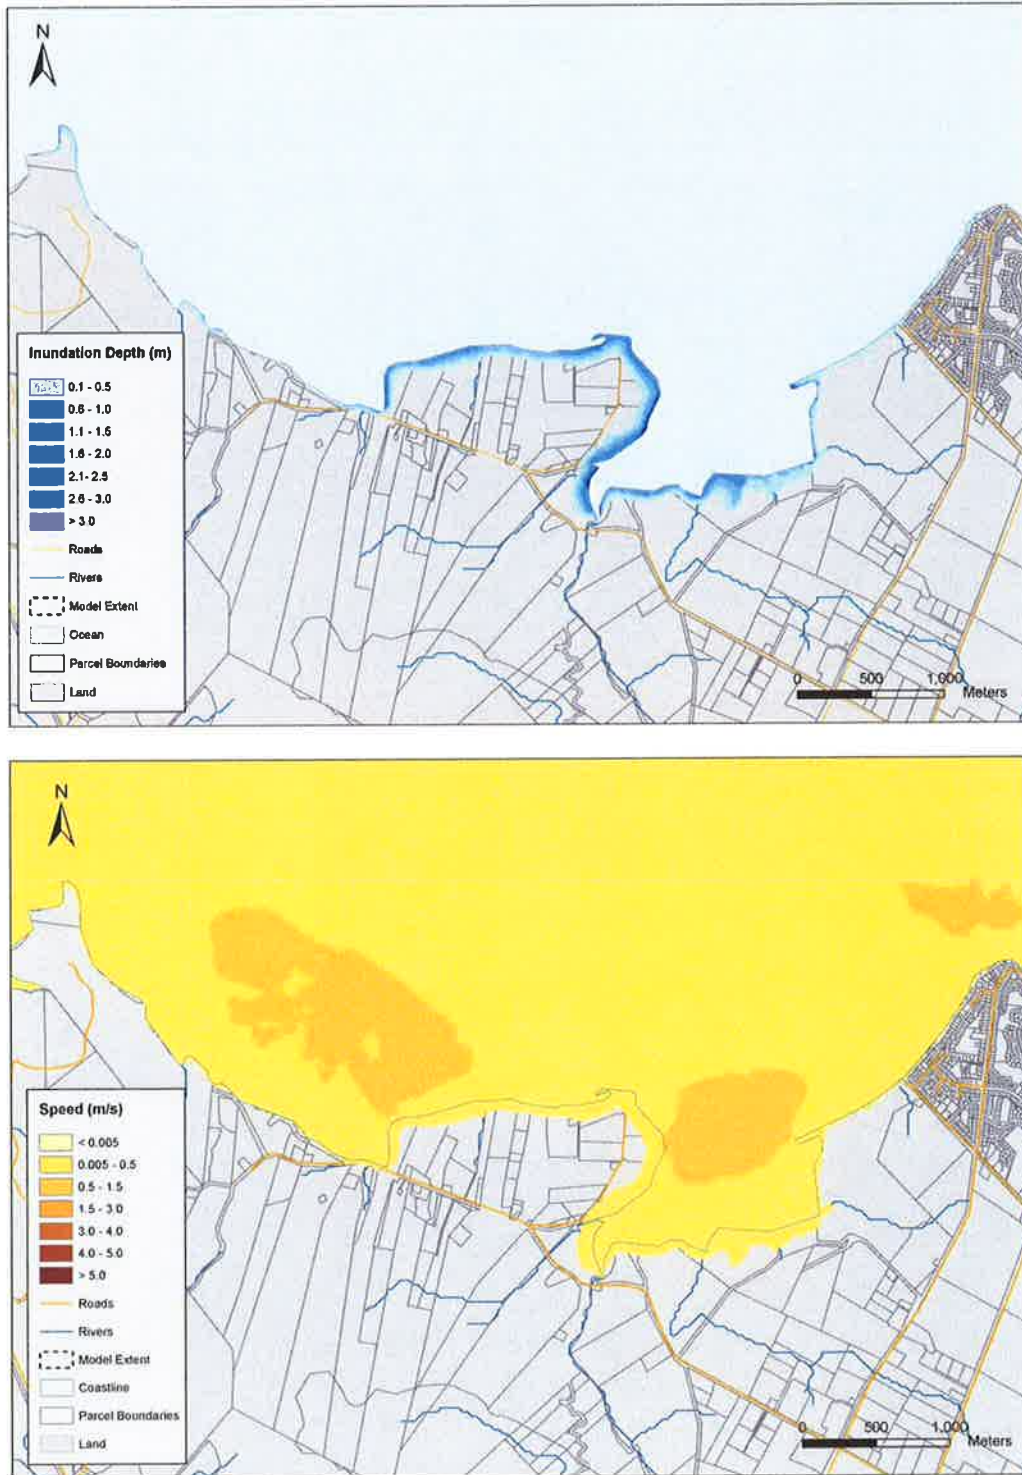 N
Inundation Depth (m)
0.1 - 0.5
0.6 - 1.0
1.1 - 1.5
1.6 - 2.0
2.1- 2.5
2.6 - 3.0
> 3.0
Roads
Rivers
Model Extent
Ocean
Parcel Boundaries
Land
0 500 1,000
Meters
N
Speed (m/s)
< 0.005
0.005 - 0.5
0.5 - 1.5
1.5 - 3.0
3.0 - 4.0
4.0 - 5.0
> 5.0
Roads
Rivers
Model Extent
Coastline
Parcel Boundaries
Land
0 500 1,000
Meters